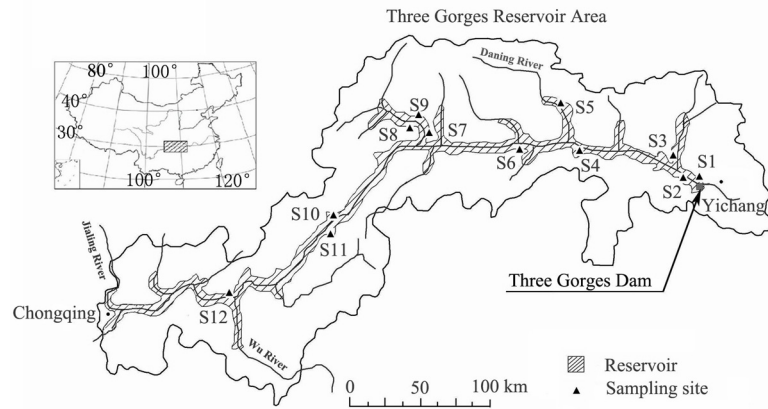 Three Gorges Reservoir Area
80° 100°
40°
30°
100° 120°
Daning River
S9
S8
S7
S5
S6
S4
S3
S1
S2
Yichang
S10
S11
Three Gorges Dam
Jialing River
Chongqing
S12
Wu River
Reservoir
Sampling site
0 50 100 km